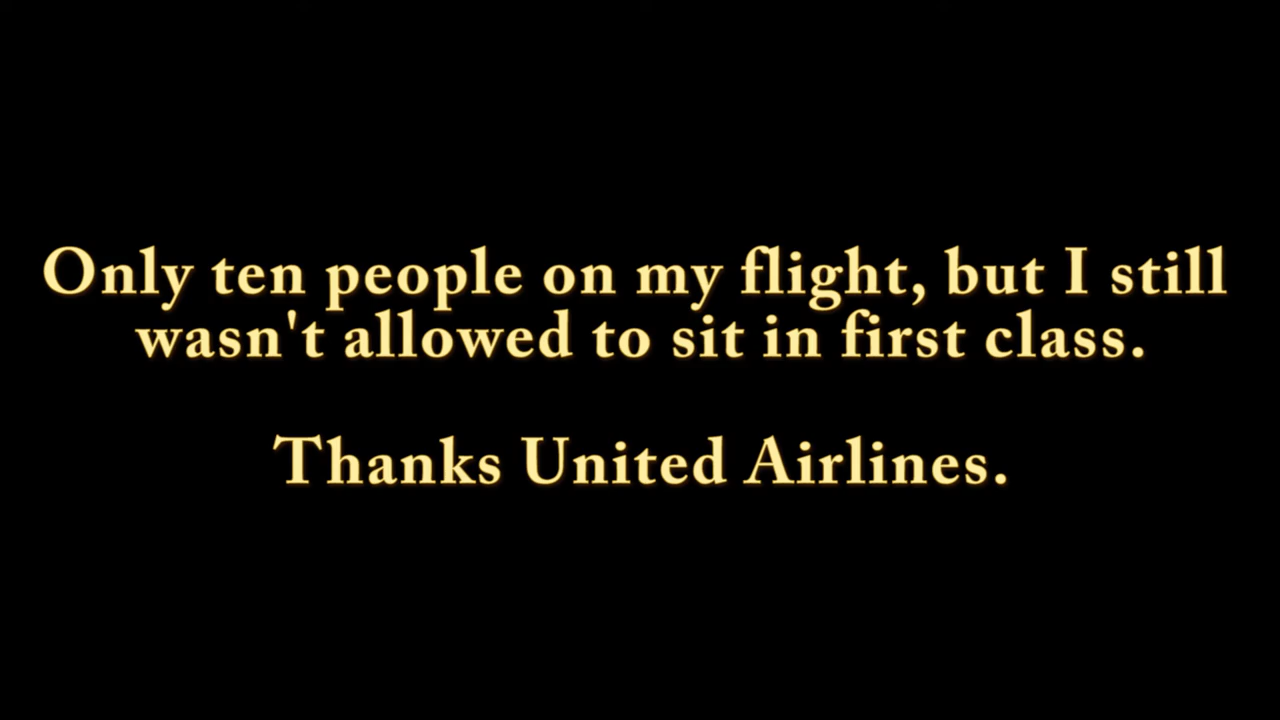 Only ten people on my flight, but I still
wasn't allowed to sit in first class.
Thanks United Airlines.